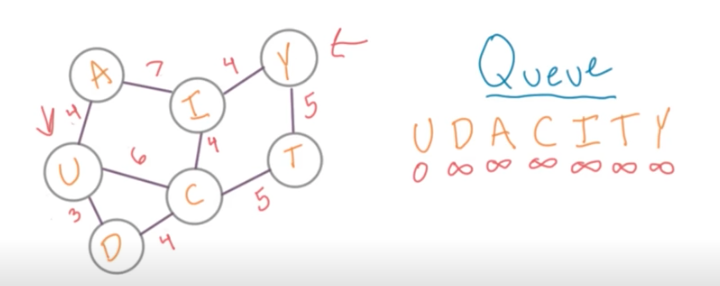 A 7 I 4 Y
4 4 5
U 6 C 5 T
3 D 4
Queue
U D A C I T Y
0 ∞ ∞ ∞ ∞ ∞ ∞